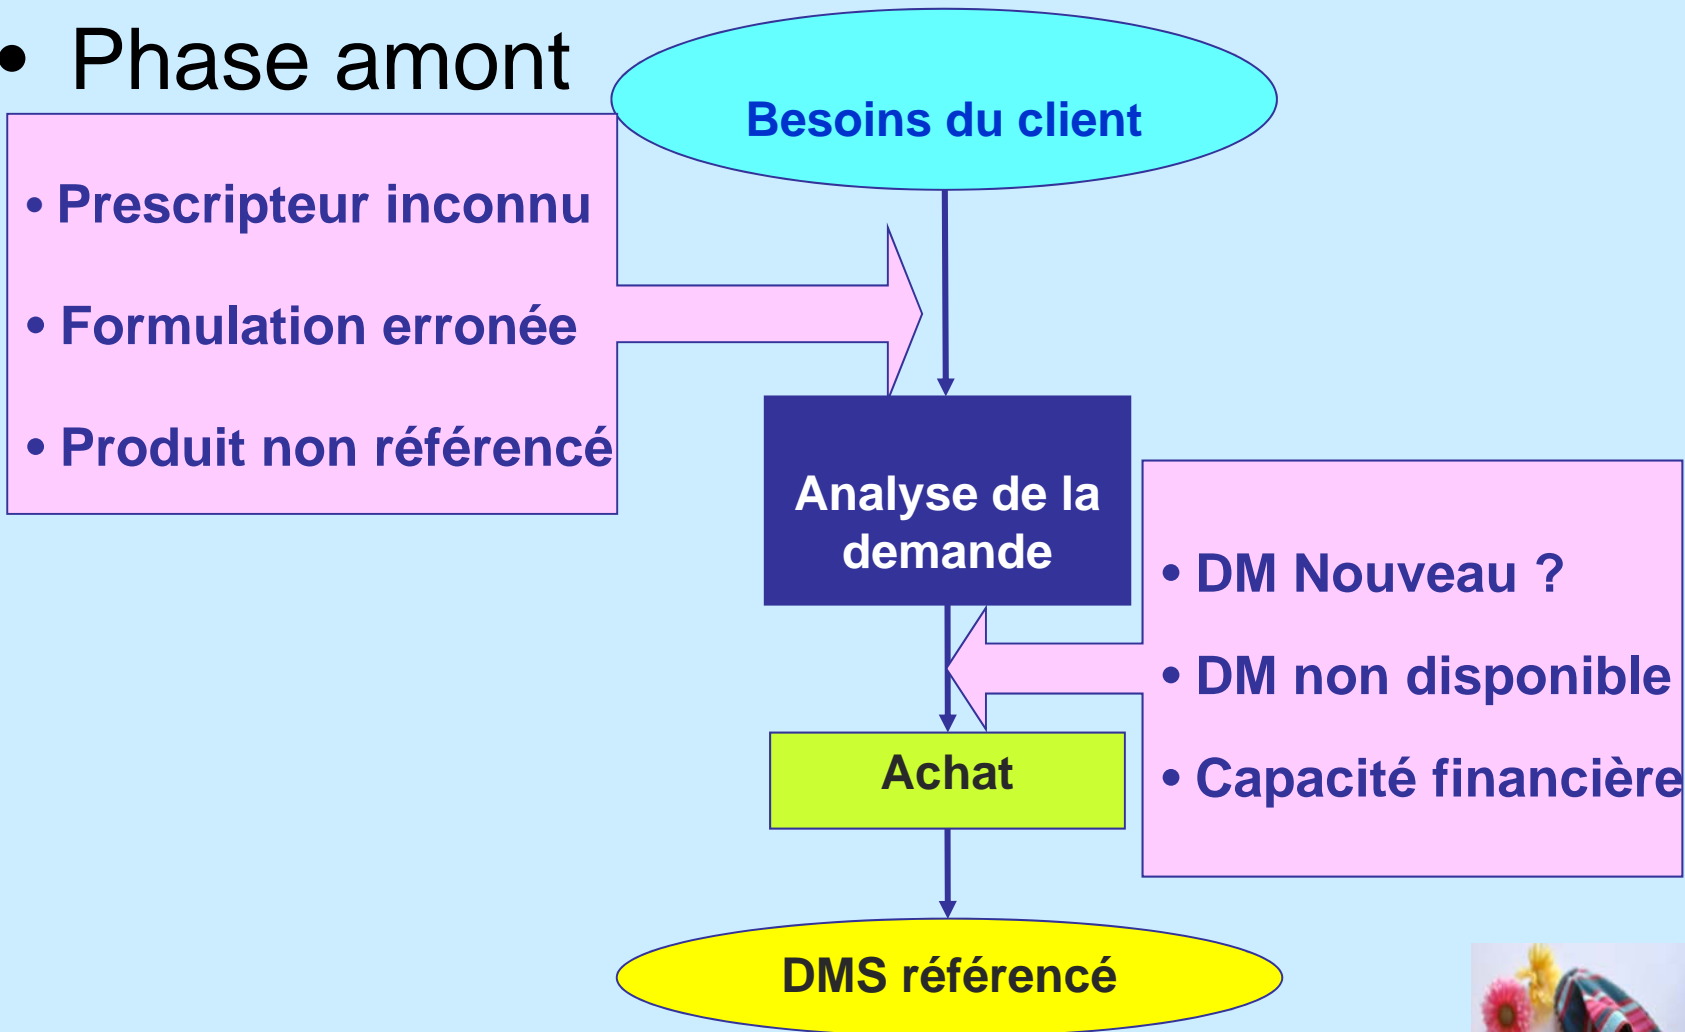 • Phase amont
Besoins du client
• Prescripteur inconnu
• Formulation erronée
• Produit non référencé
Analyse de la
demande
• DM Nouveau ?
• DM non disponible
• Capacité financière
Achat
DMS référencé